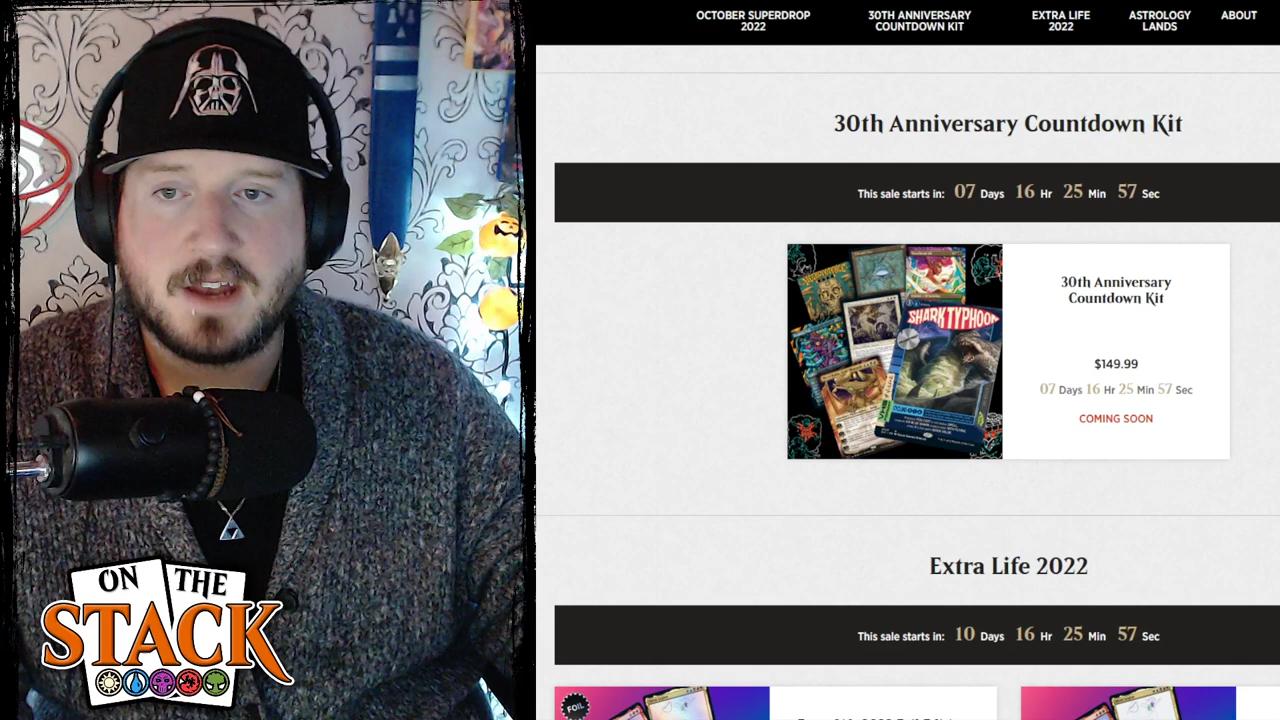 OCTOBER SUPERDROP
2022
30TH ANNIVERSARY
COUNTDOWN KIT
EXTRA LIFE
2022
ASTROLOGY
LANDS
ABOUT
30th Anniversary Countdown Kit
This sale starts in: 07 Days 16 Hr 25 Min 57 Sec
SHARK TYPHOON
30th Anniversary
Countdown Kit
$149.99
07 Days 16 Hr 25 Min 57 Sec
COMING SOON
Extra Life 2022
This sale starts in: 10 Days 16 Hr 25 Min 57 Sec
FOIL
ON THE
STACK